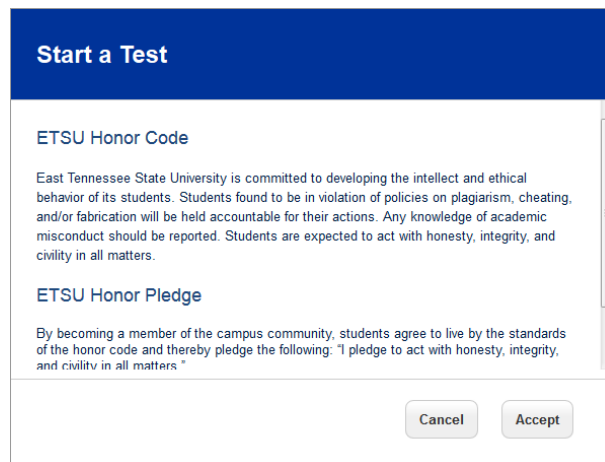 Start a Test
ETSU Honor Code
East Tennessee State University is committed to developing the intellect and ethical
behavior of its students. Students found to be in violation of policies on plagiarism, cheating,
and/or fabrication will be held accountable for their actions. Any knowledge of academic
misconduct should be reported. Students are expected to act with honesty, integrity, and
civility in all matters.
ETSU Honor Pledge
By becoming a member of the campus community, students agree to live by the standards
of the honor code and thereby pledge the following: “I pledge to act with honesty, integrity,
and civility in all matters.”
Cancel Accept